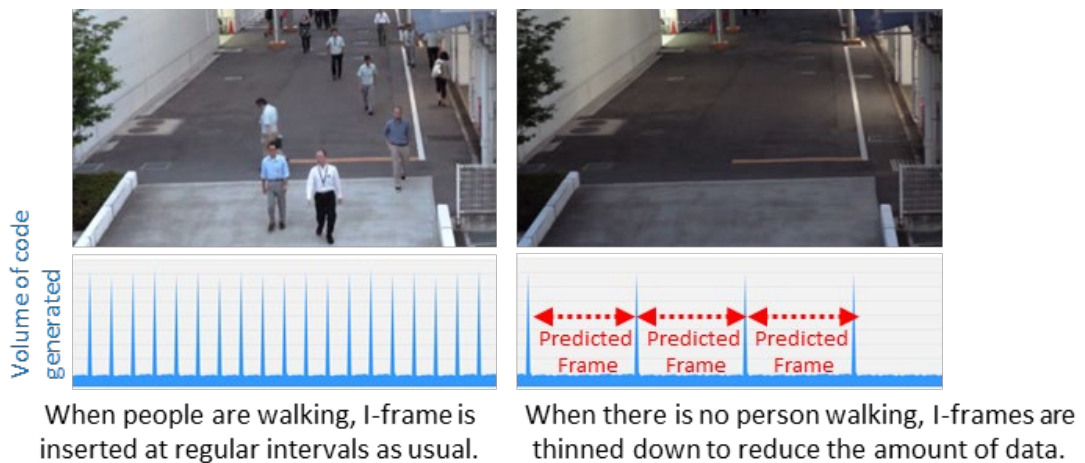 Volume of code
generated
Predicted
Frame
Predicted
Frame
Predicted
Frame
When people are walking, I-frame is
inserted at regular intervals as usual.
When there is no person walking, I-frames are
thinned down to reduce the amount of data.